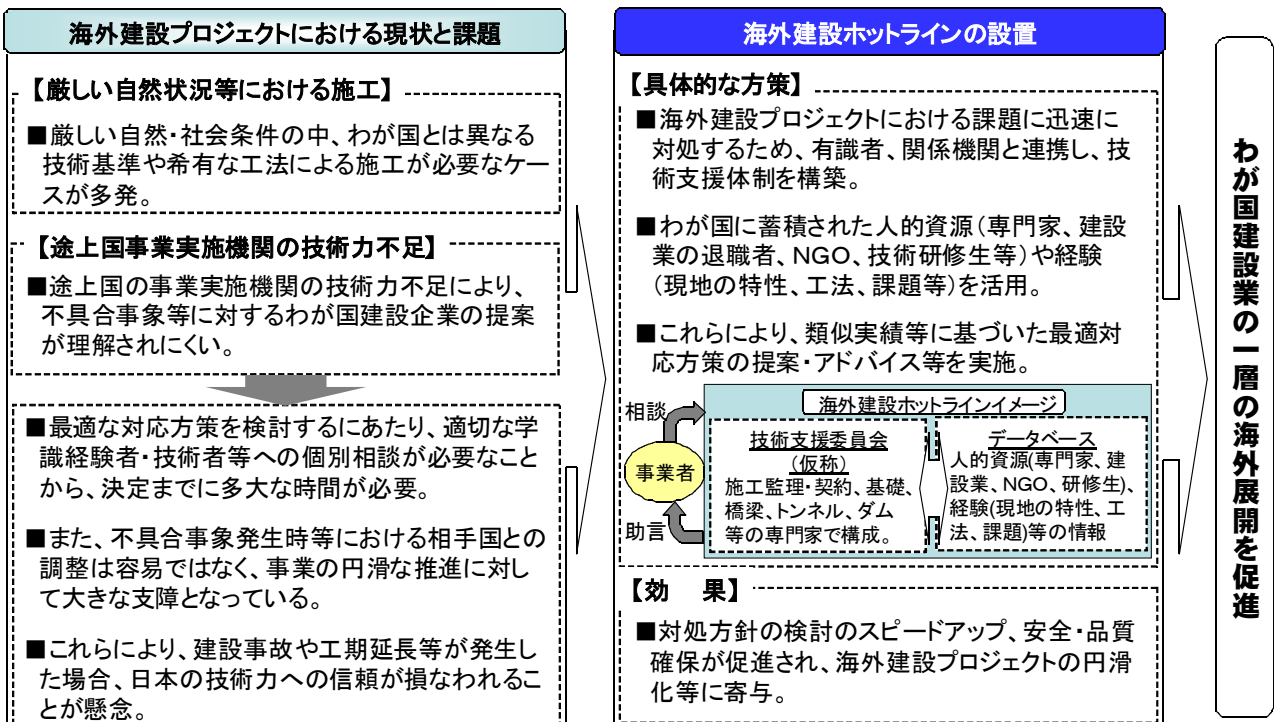 海外建設プロジェクトにおける現状と課題
【厳しい自然状況等における施工】
■厳しい自然・社会条件の中、わが国とは異なる
技術基準や希有な工法による施工が必要なケー
スが多発。
【途上国事業実施機関の技術力不足】
■途上国の事業実施機関の技術力不足により、
不具合事象等に対するわが国建設企業の提案
が理解されにくい。
■最適な対応方策を検討するにあたり、適切な学
識経験者・技術者等への個別相談が必要なこと
から、決定までに多大な時間が必要。
■また、不具合事象発生時等における相手国との
調整は容易ではなく、事業の円滑な推進に対し
て大きな支障となっている。
■これらにより、建設事故や工期延長等が発生し
た場合、日本の技術力への信頼が損なわれるこ
とが懸念。
海外建設ホットラインの設置
【具体的な方策】
■海外建設プロジェクトにおける課題に迅速に
対処するため、有識者、関係機関と連携し、技
術支援体制を構築。
■わが国に蓄積された人的資源（専門家、建設
業の退職者、NGO、技術研修生等）や経験
（現地の特性、工法、課題等）を活用。
■これらにより、類似実績等に基づいた最適対
応方策の提案・アドバイス等を実施。
相談
事業者
助言
海外建設ホットラインイメージ
技術支援委員会
（仮称）
施工監理・契約、基礎、
橋梁、トンネル、ダム
等の専門家で構成。
データベース
人的資源(専門家、建
設業、NGO、研修生)、
経験(現地の特性、工
法、課題)等の情報
【効　果】
■対処方針の検討のスピードアップ、安全・品質
確保が促進され、海外建設プロジェクトの円滑
化等に寄与。
わが国建設業の一層の海外展開を促進